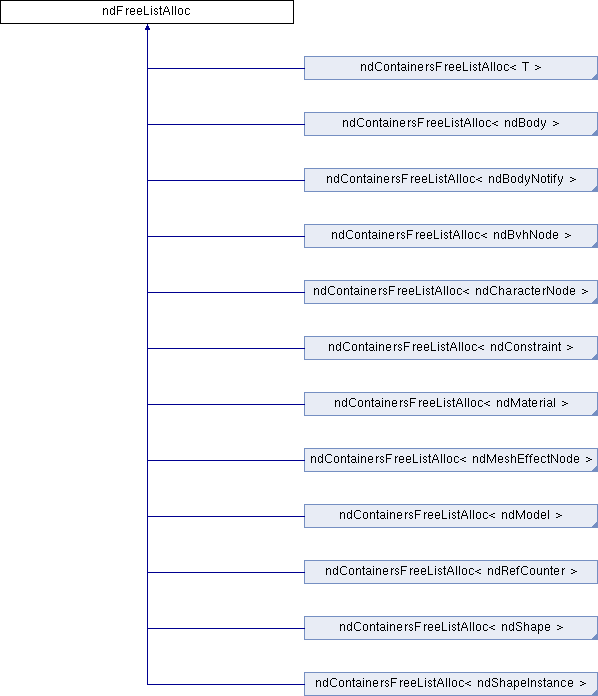 ndFreeListAlloc
ndContainersFreeListAlloc< T >
ndContainersFreeListAlloc< ndBody >
ndContainersFreeListAlloc< ndBodyNotify >
ndContainersFreeListAlloc< ndBvhNode >
ndContainersFreeListAlloc< ndCharacterNode >
ndContainersFreeListAlloc< ndConstraint >
ndContainersFreeListAlloc< ndMaterial >
ndContainersFreeListAlloc< ndMeshEffectNode >
ndContainersFreeListAlloc< ndModel >
ndContainersFreeListAlloc< ndRefCounter >
ndContainersFreeListAlloc< ndShape >
ndContainersFreeListAlloc< ndShapeInstance >